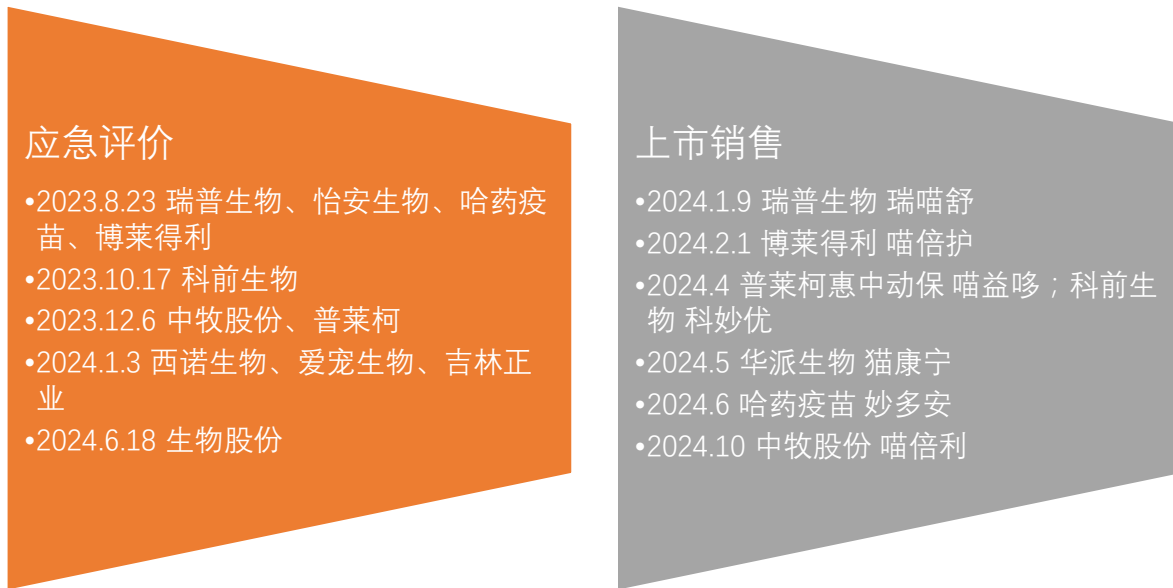 应急评价
•2023.8.23 瑞普生物、怡安生物、哈药疫
苗、博莱得利
•2023.10.17 科前生物
•2023.12.6 中牧股份、普莱柯
•2024.1.3 西诺生物、爱宠生物、吉林正
业
•2024.6.18 生物股份
上市销售
•2024.1.9 瑞普生物 瑞喵舒
•2024.2.1 博莱得利 喵倍护
•2024.4 普莱柯惠中动保 喵益哆；科前生
物 科妙优
•2024.5 华派生物 猫康宁
•2024.6 哈药疫苗 妙多安
•2024.10 中牧股份 喵倍利